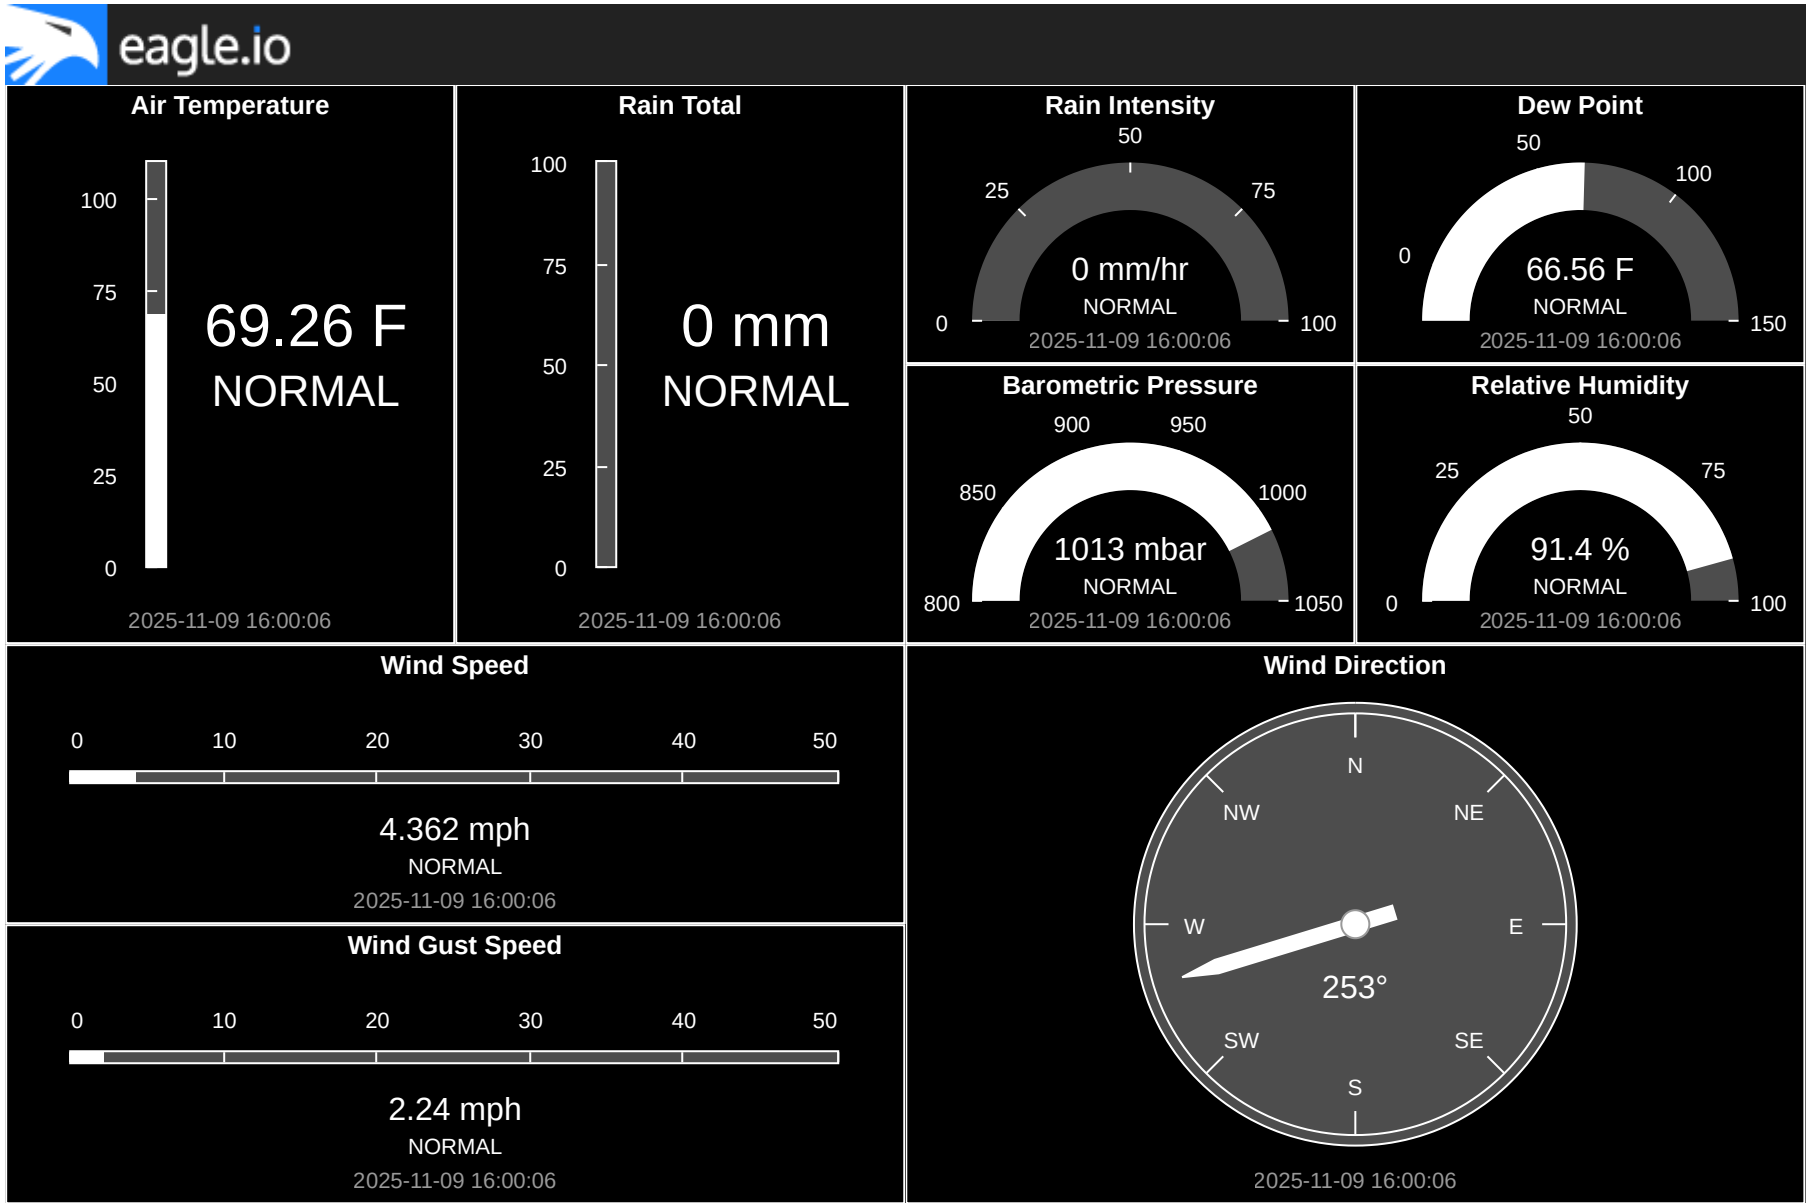 eagle.io
Air Temperature
100
75
50
25
0
69.26 F
NORMAL
2025-11-09 16:00:06
Rain Total
100
75
50
25
0
0 mm
NORMAL
2025-11-09 16:00:06
Rain Intensity
0
25
50
75
100
0 mm/hr
NORMAL
2025-11-09 16:00:06
Dew Point
0
50
100
150
66.56 F
NORMAL
2025-11-09 16:00:06
Barometric Pressure
800
850
900
950
1000
1050
1013 mbar
NORMAL
2025-11-09 16:00:06
Relative Humidity
0
25
50
75
100
91.4 %
NORMAL
2025-11-09 16:00:06
Wind Speed
0 10 20 30 40 50
4.362 mph
NORMAL
2025-11-09 16:00:06
Wind Gust Speed
0 10 20 30 40 50
2.24 mph
NORMAL
2025-11-09 16:00:06
Wind Direction
N
NW NE
W E
253°
SW SE
S
2025-11-09 16:00:06